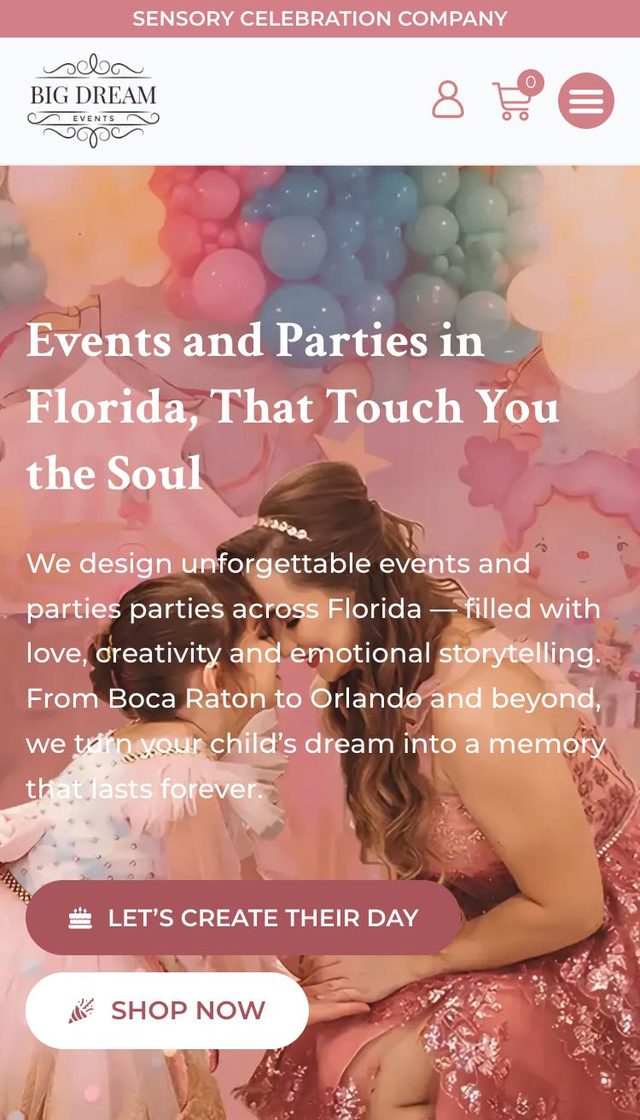 SENSORY CELEBRATION COMPANY
BIG DREAM
EVENTS
0
Events and Parties in
Florida, That Touch You
the Soul
We design unforgettable events and
parties parties across Florida — filled with
love, creativity and emotional storytelling.
From Boca Raton to Orlando and beyond,
we turn your child’s dream into a memory
that lasts forever.
LET’S CREATE THEIR DAY
SHOP NOW